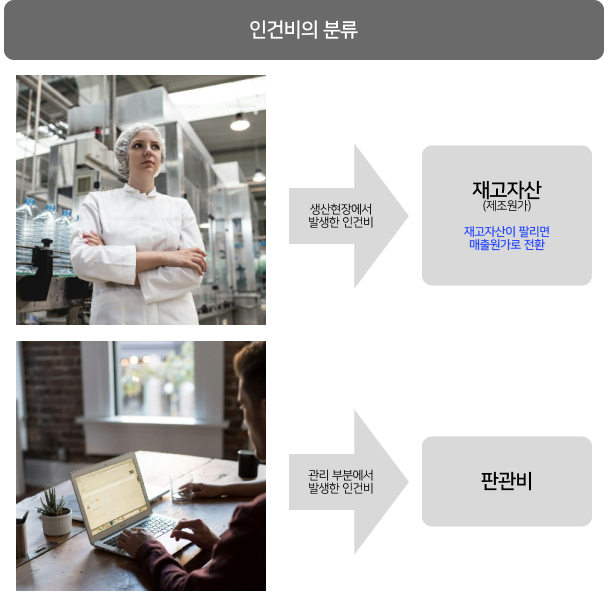 인건비의 분류
생산현장에서
발생한 인건비
재고자산
(제조원가)
재고자산이 팔리면
매출원가로 전환
관리 부분에서
발생한 인건비
판관비